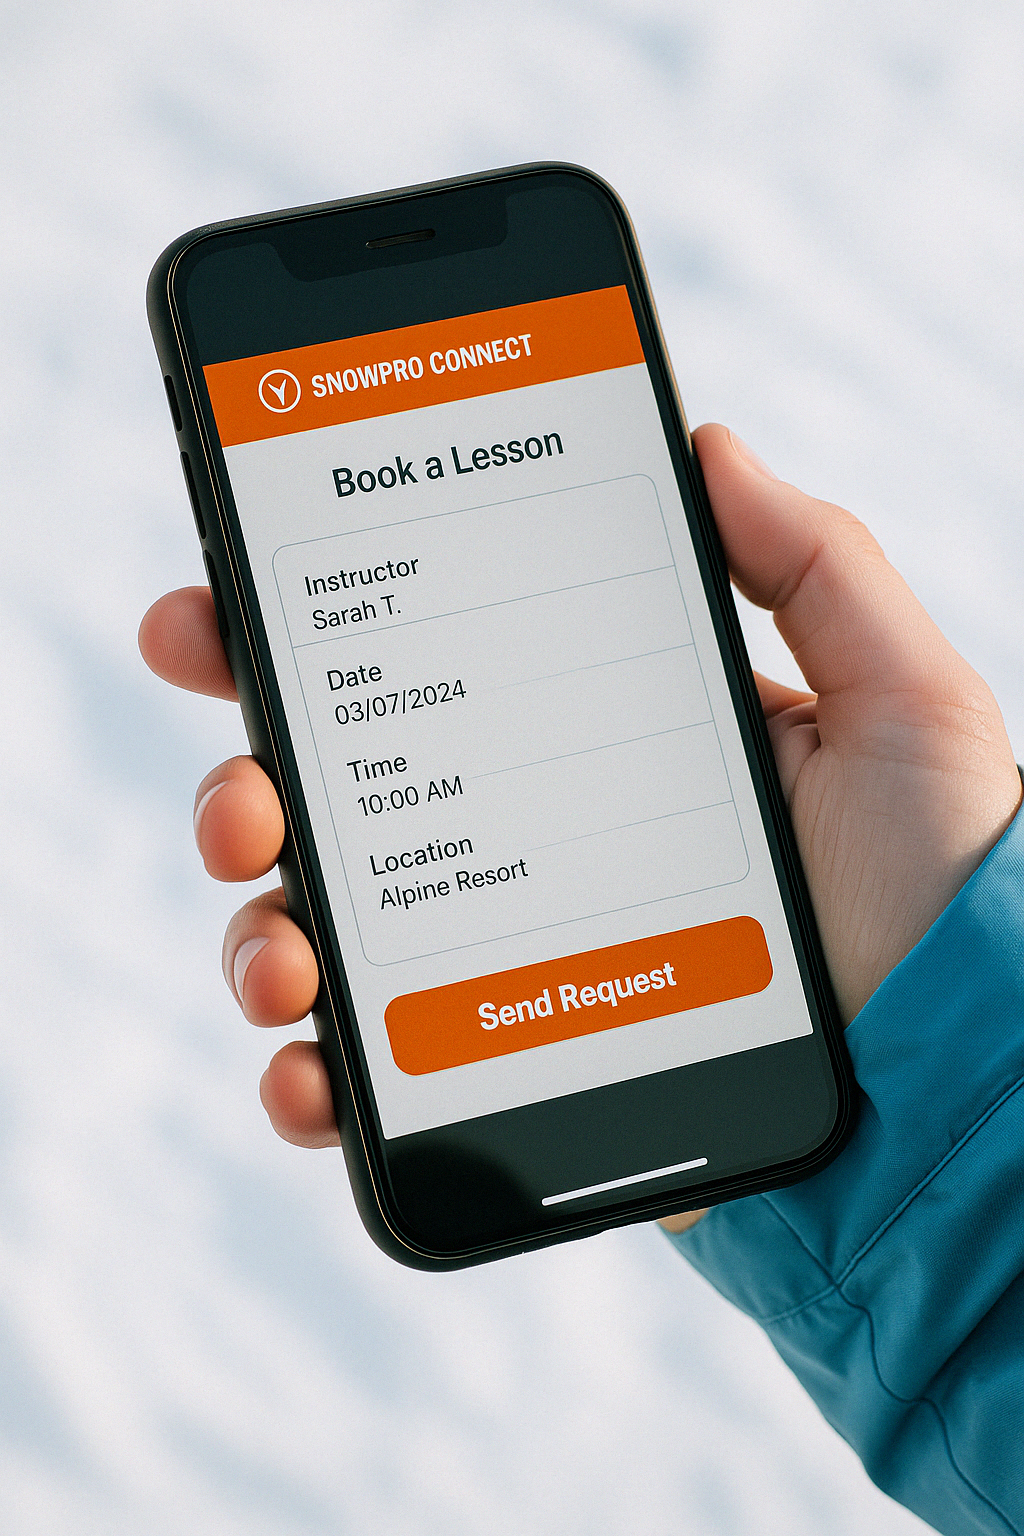 SNOWPRO CONNECT
Book a Lesson
Instructor
Sarah T.
Date
03/07/2024
Time
10:00 AM
Location
Alpine Resort
Send Request